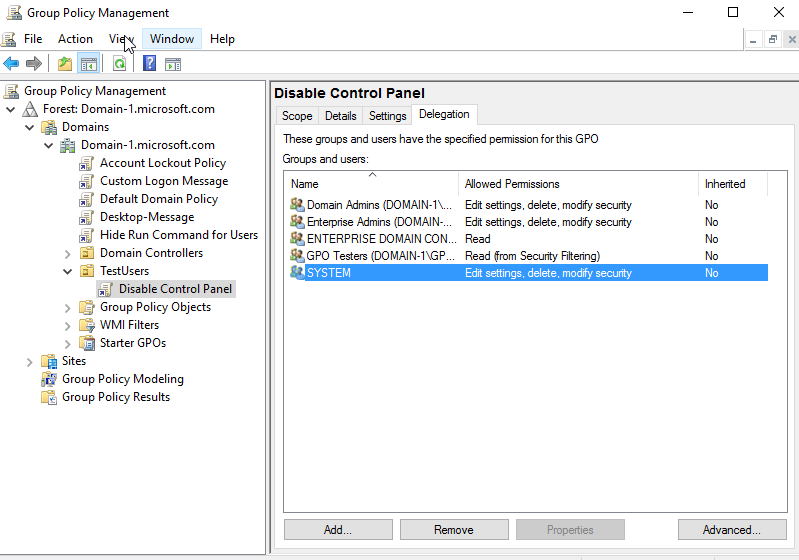 Group Policy Management
File Action View Window Help
Group Policy Management
Forest: Domain-1.microsoft.com
Domains
Domain-1.microsoft.com
Account Lockout Policy
Custom Logon Message
Default Domain Policy
Desktop-Message
Hide Run Command for Users
Domain Controllers
TestUsers
Disable Control Panel
Group Policy Objects
WMI Filters
Starter GPOs
Sites
Group Policy Modeling
Group Policy Results
Disable Control Panel
Scope Details Settings Delegation
These groups and users have the specified permission for this GPO
Groups and users:
Name Allowed Permissions Inherited
Domain Admins (DOMAIN-1\... Edit settings, delete, modify security No
Enterprise Admins (DOMAIN-... Edit settings, delete, modify security No
ENTERPRISE DOMAIN CON... Read No
GPO Testers (DOMAIN-1\GP... Read (from Security Filtering) No
SYSTEM Edit settings, delete, modify security No
Add... Remove Properties Advanced...